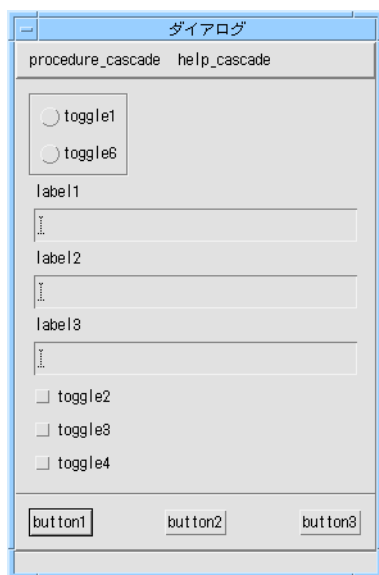 ダイアログ
procedure_cascade help_cascade
toggle1
toggle6
label1
label2
label3
toggle2
toggle3
toggle4
button1 button2 button3